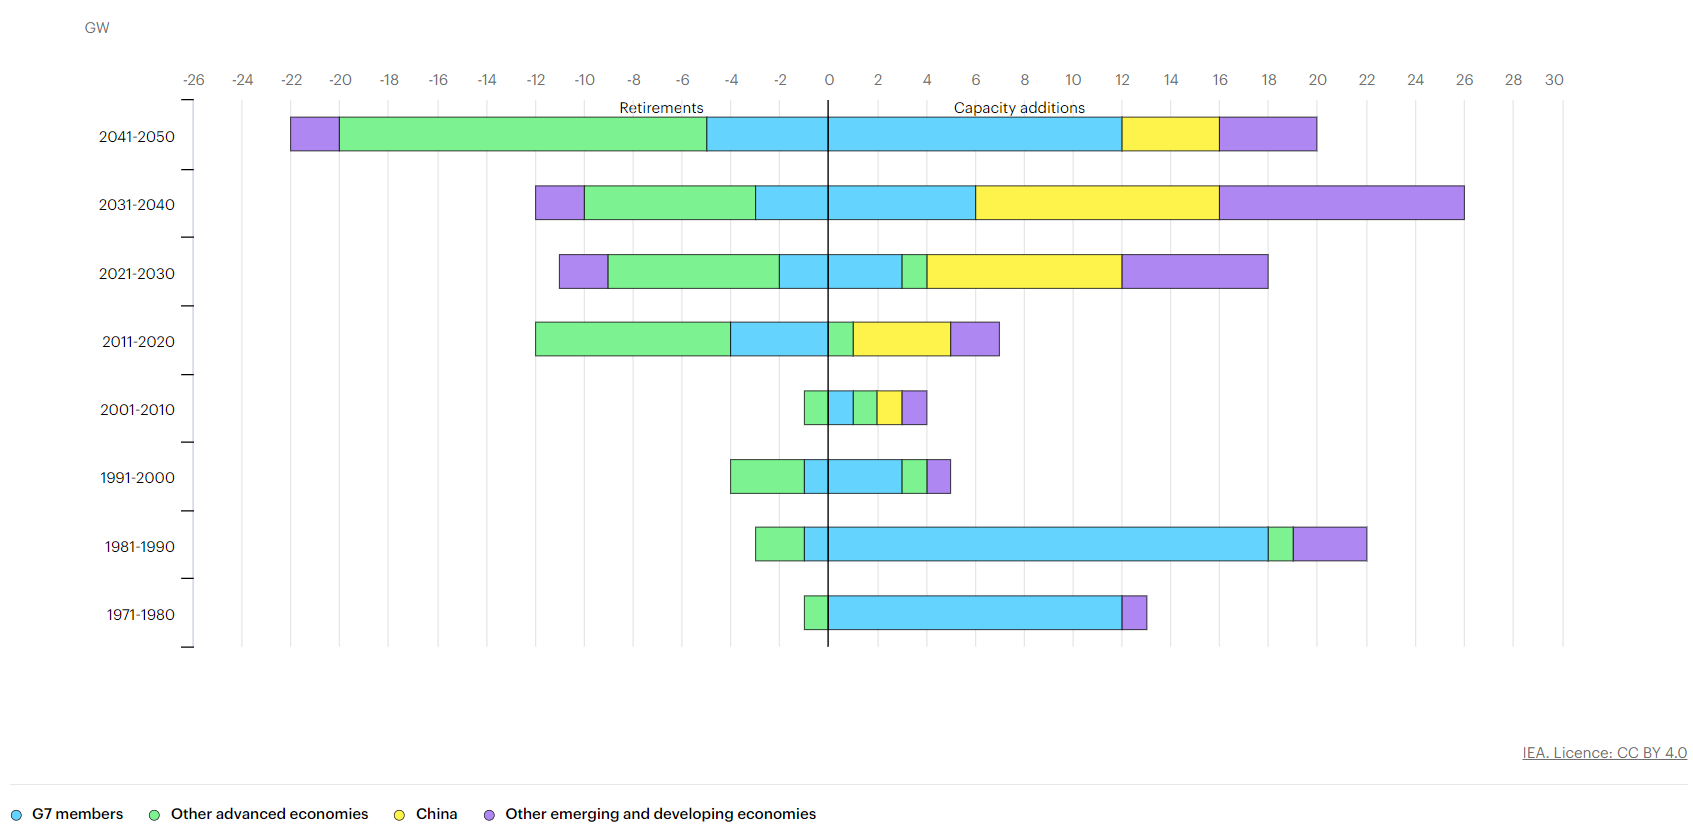 GW
-26 -24 -22 -20 -18 -16 -14 -12 -10 -8 -6 -4 -2 0 2 4 6 8 10 12 14 16 18 20 22 24 26 28 30
Retirements Capacity additions
2041-2050
2031-2040
2021-2030
2011-2020
2001-2010
1991-2000
1981-1990
1971-1980
IEA. Licence: CC BY 4.0
G7 members Other advanced economies China Other emerging and developing economies